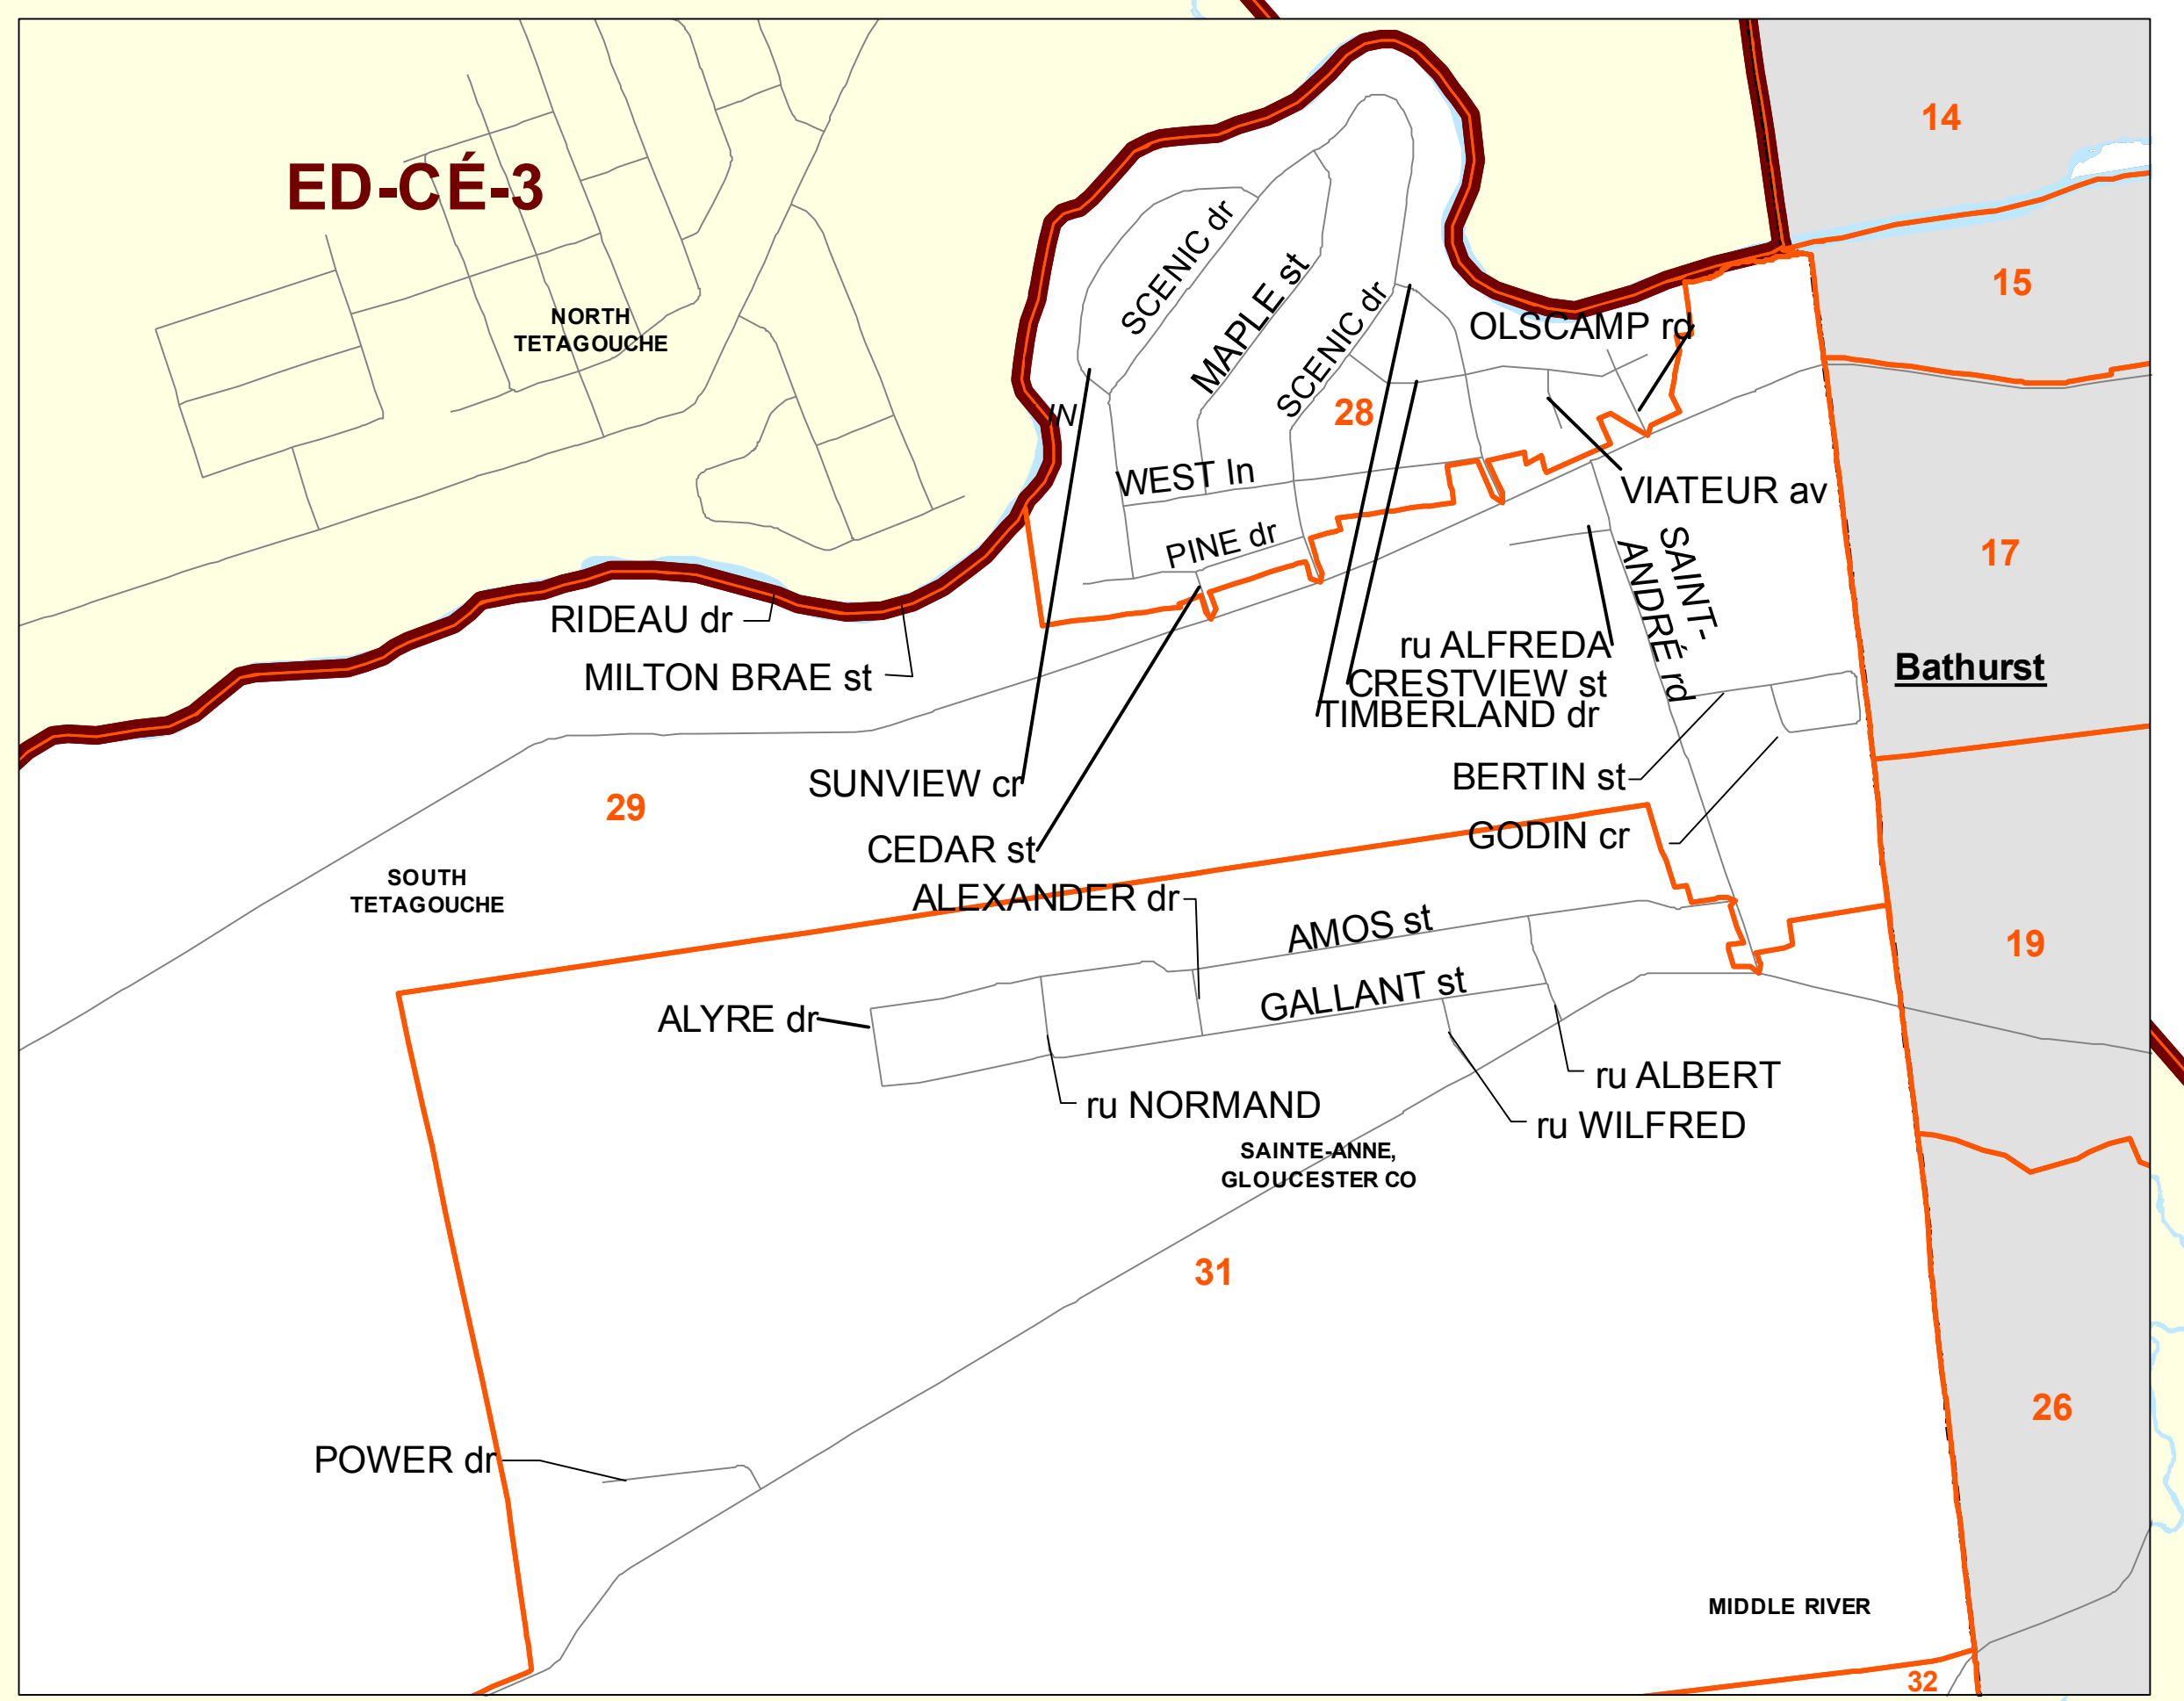 14
ED-CÉ-3
SCENIC dr
15
MAPLE st
NORTH
TETAGOUCHE
SCENIC dr
OLSCAMP rd
28
IN
WEST ln
VIATEUR av
PINE dr
17
SAINT-
ANDRÉ rd
RIDEAU dr
ru ALFREDA
MILTON BRAE st
CRESTVIEW st
Bathurst
TIMBERLAND dr
SUNVIEW cr
BERTIN st
29
GODIN cr
CEDAR st
SOUTH
TETAGOUCHE
ALEXANDER dr
AMOS st
19
GALLANT st
ALYRE dr
ru ALBERT
ru NORMAND
ru WILFRED
SAINTE-ANNE,
GLOUCESTER CO
31
26
POWER dr
MIDDLE RIVER
32